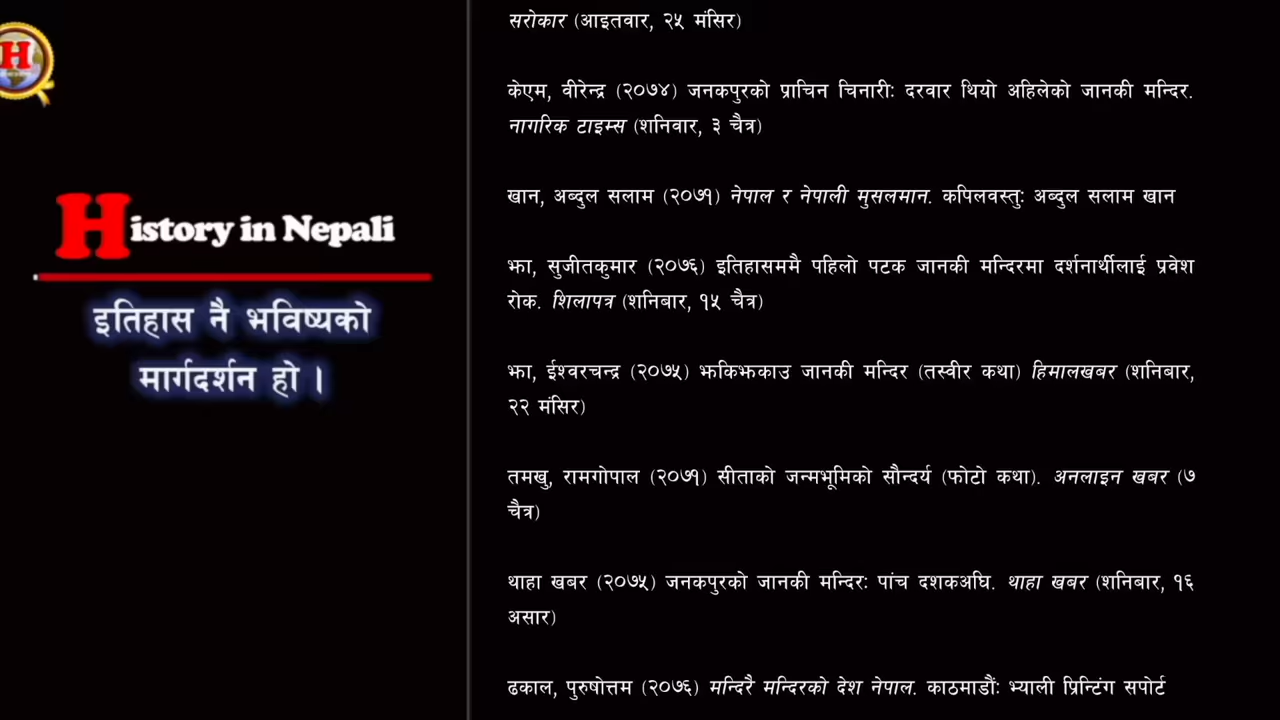 H
History in Nepali
इतिहास नै भविष्यको
मार्गदर्शन हो ।
सरोकार (आइतवार, २५ मंसिर)
केएम, वीरेन्द्र (२०७४) जनकपुरको प्राचिन चिनारीः दरवार थियो अहिलेको जानकी मन्दिर.
नागरिक टाइम्स (शनिवार, ३ चैत्र)
खान, अब्दुल सलाम (२०७१) नेपाल र नेपाली मुसलमान. कपिलवस्तुः अब्दुल सलाम खान
झा, सुजीतकुमार (२०७६) इतिहासममै पहिलो पटक जानकी मन्दिरमा दर्शनार्थीलाई प्रवेश
रोक. शिलापत्र (शनिबार, १५ चैत्र)
झा, ईश्वरचन्द्र (२०७५) झकिझकाउ जानकी मन्दिर (तस्वीर कथा) हिमालखबर (शनिबार,
२२ मंसिर)
तमखु, रामगोपाल (२०७१) सीताको जन्मभूमिको सौन्दर्य (फोटो कथा). अनलाइन खबर (७
चैत्र)
थाहा खबर (२०७५) जनकपुरको जानकी मन्दिरः पांच दशकअघि. थाहा खबर (शनिबार, १६
असार)
ढकाल, पुरुषोत्तम (२०७६) मन्दिरै मन्दिरको देश नेपाल. काठमाडौंः भ्याली प्रिन्टिंग सपोर्ट